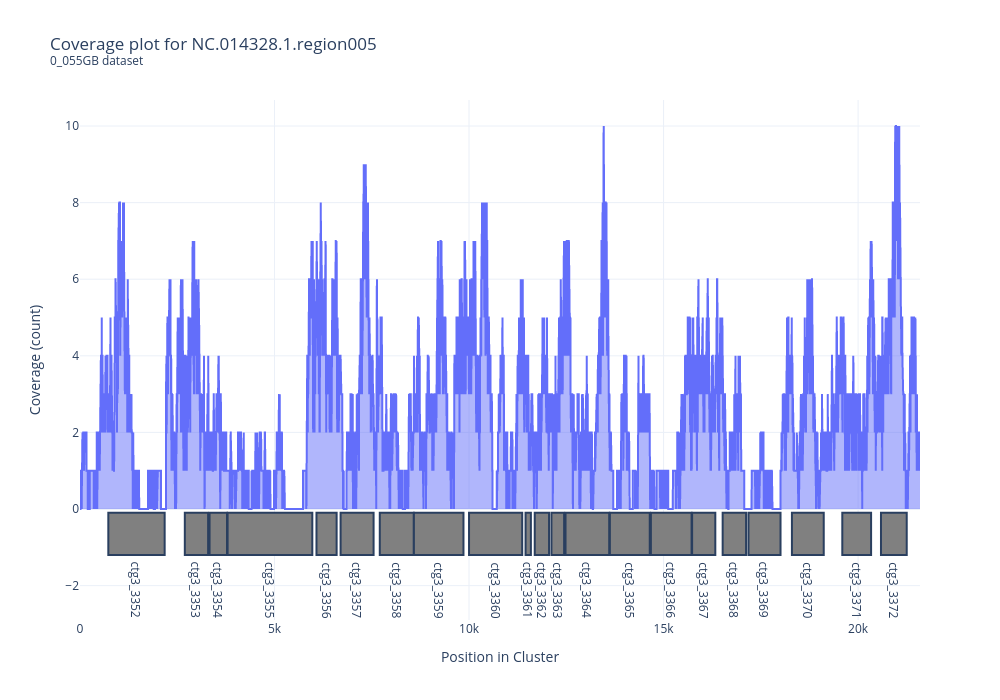 Coverage plot for NC.014328.1.region005
0_055GB dataset
Coverage (count)
10
8
6
4
2
0
−2
ctg3_3352
ctg3_3353
ctg3_3354
ctg3_3355
ctg3_3356
ctg3_3357
ctg3_3358
ctg3_3359
ctg3_3360
ctg3_3361
ctg3_3362
ctg3_3363
ctg3_3364
ctg3_3365
ctg3_3366
ctg3_3367
ctg3_3368
ctg3_3369
ctg3_3370
ctg3_3371
ctg3_3372
0
5k
10k
15k
20k
Position in Cluster